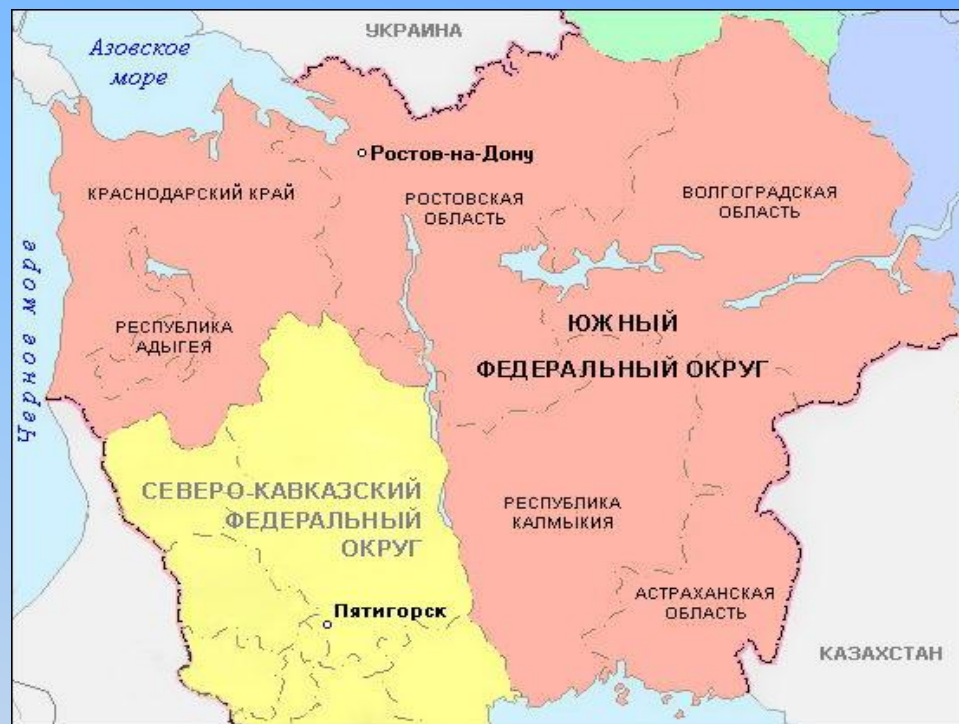 УКРАИНА
Азовское
море
Ростов-на-Дону
КРАСНОДАРСКИЙ КРАЙ
РОСТОВСКАЯ
ОБЛАСТЬ
ВОЛГОГРАДСКАЯ
ОБЛАСТЬ
Черное море
РЕСПУБЛИКА
АДЫГЕЯ
ЮЖНЫЙ
ФЕДЕРАЛЬНЫЙ ОКРУГ
СЕВЕРО-КАВКАЗСКИЙ
ФЕДЕРАЛЬНЫЙ
ОКРУГ
РЕСПУБЛИКА
КАЛМЫКИЯ
Пятигорск
АСТРАХАНСКАЯ
ОБЛАСТЬ
КАЗАХСТАН